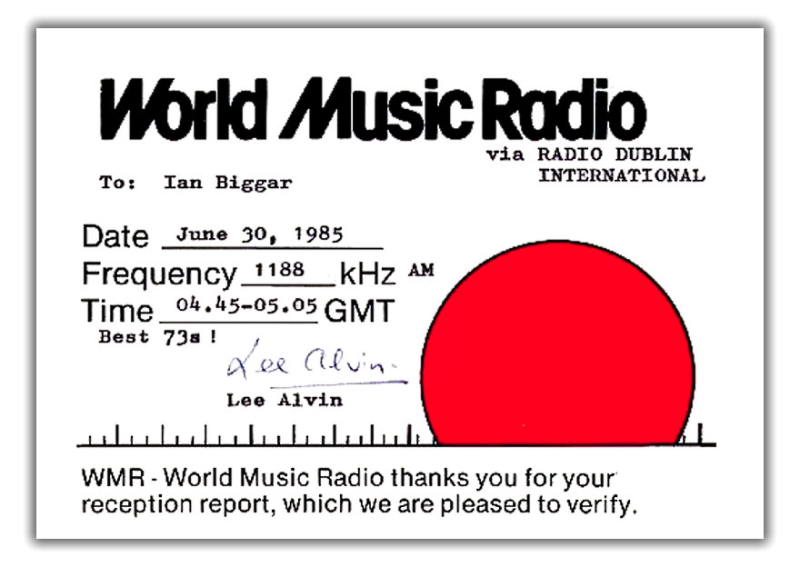 World Music Radio
via RADIO DUBLIN
INTERNATIONAL
To: Ian Biggar
Date June 30, 1985
Frequency 1188 kHz AM
Time 04.45-05.05 GMT
Best 73s!
Lee Alvin.
Lee Alvin
WMR - World Music Radio thanks you for your
reception report, which we are pleased to verify.